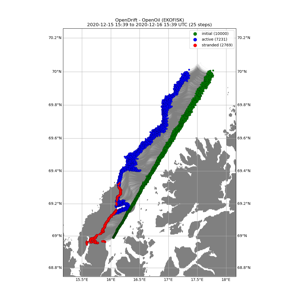 OpenDrift - OpenOil (EKOFISK)
2020-12-15 15:39 to 2020-12-16 15:39 UTC (25 steps)
initial (10000)
active (7231)
stranded (2769)
70.2°N
70.2°N
70°N
70°N
69.8°N
69.8°N
69.6°N
69.6°N
69.4°N
69.4°N
69.2°N
69.2°N
69°N
69°N
68.8°N
68.8°N
15.5°E
16°E
16.5°E
17°E
17.5°E
18°E